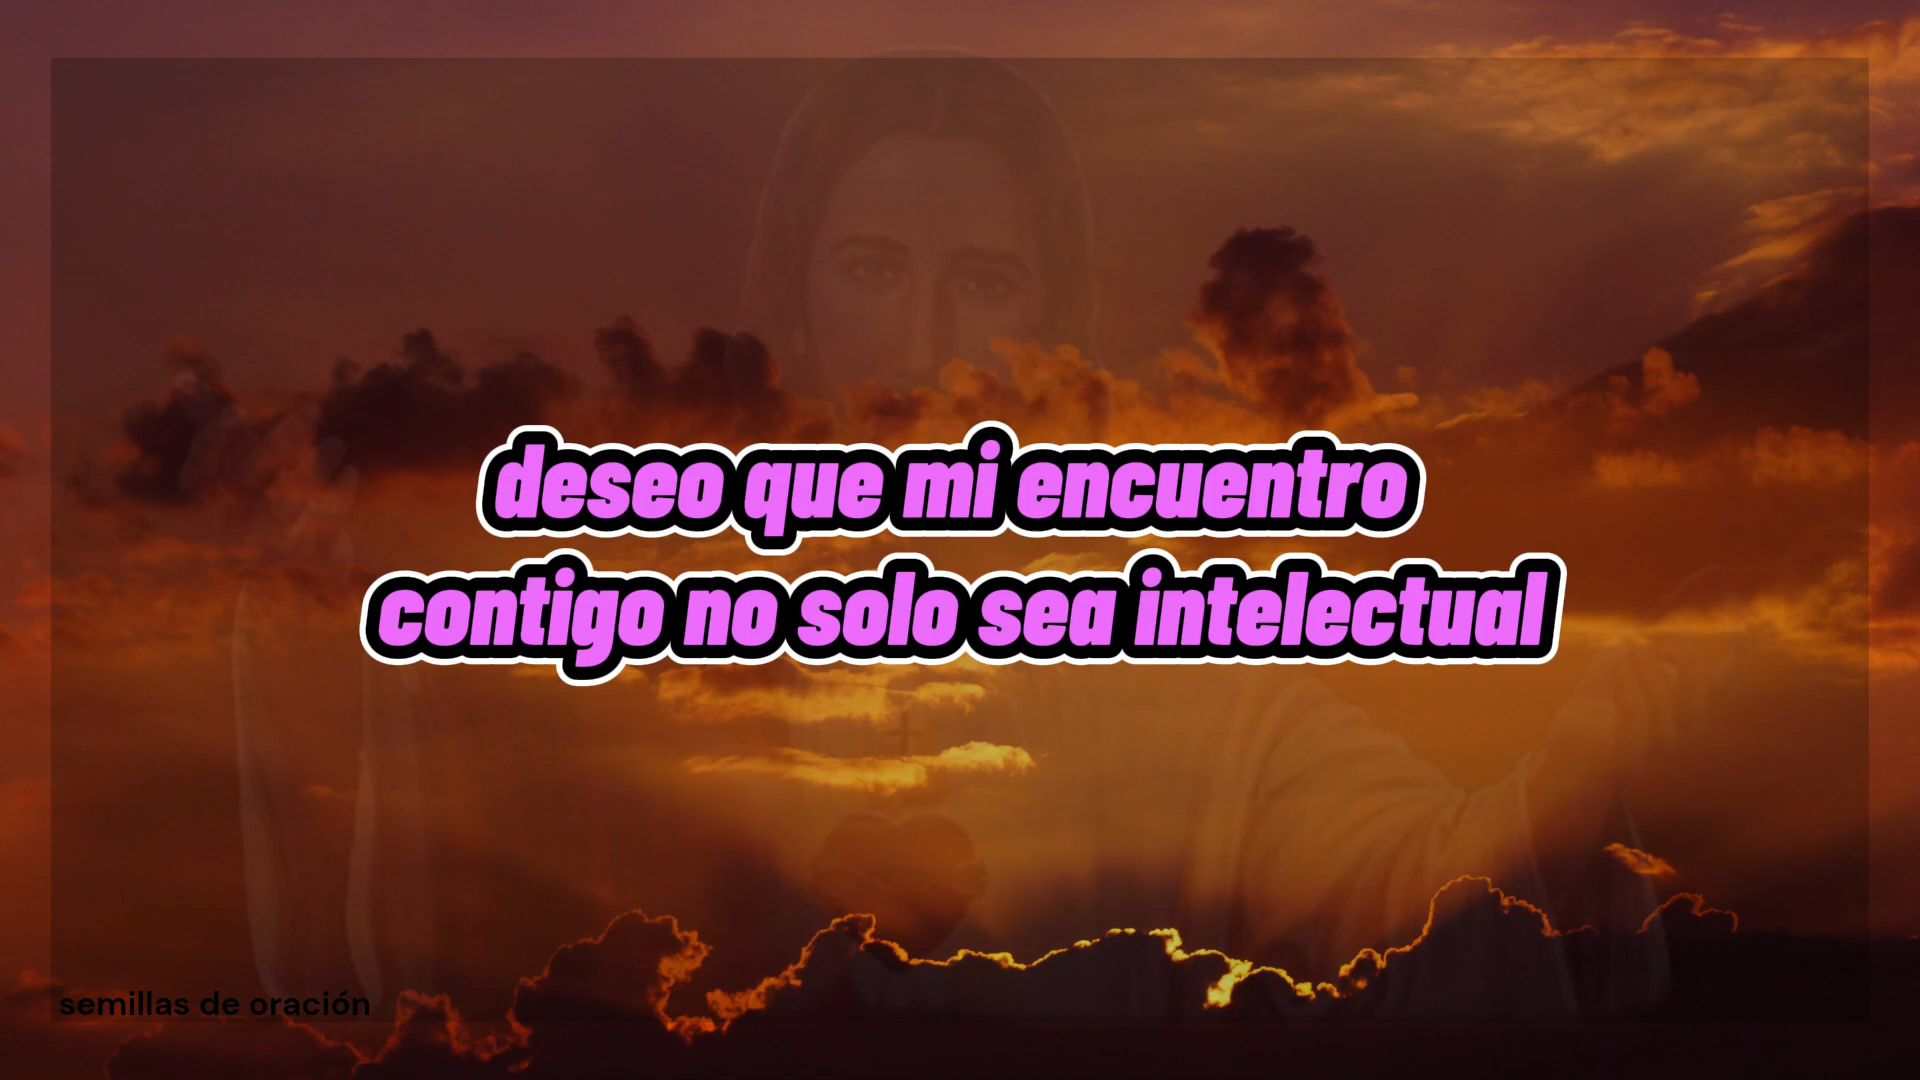 deseo que mi encuentro
contigo no solo sea intelectual
semillas de oración